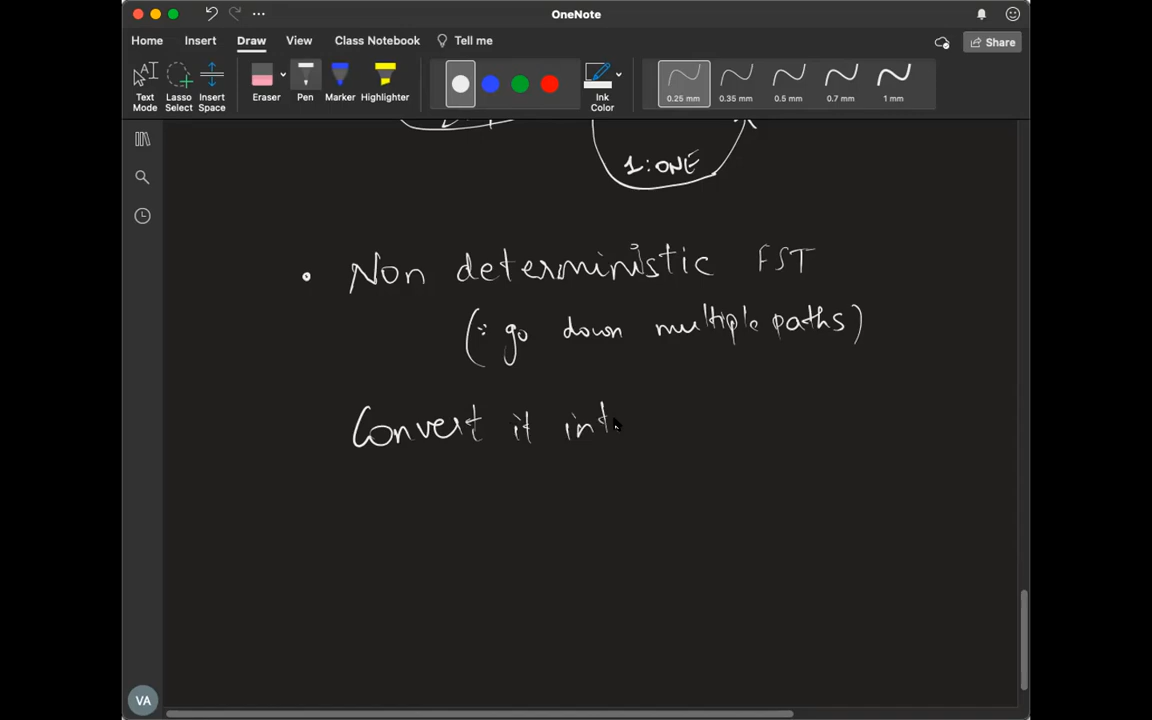 OneNote
Home Insert Draw View Class Notebook Tell me
Share
Text Mode
Lasso Select
Insert Space
Eraser Pen Marker Highlighter
Ink Color
0.25 mm 0.35 mm 0.5 mm 0.7 mm 1 mm
1:ONE
• Non deterministic FST
(∵ go down multiple paths)
Convert it int
VA